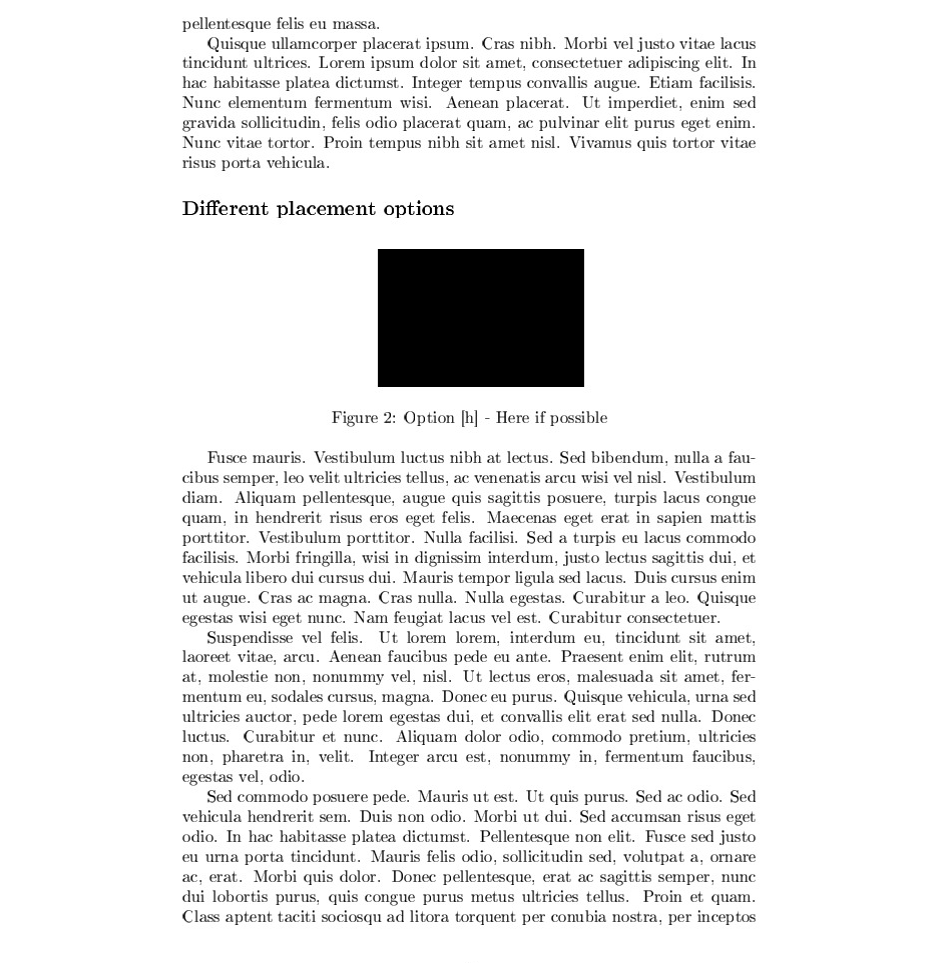 pellentesque felis eu massa.
Quisque ullamcorper placerat ipsum. Cras nibh. Morbi vel justo vitae lacus
tincidunt ultrices. Lorem ipsum dolor sit amet, consectetuer adipiscing elit. In
hac habitasse platea dictumst. Integer tempus convallis augue. Etiam facilisis.
Nunc elementum fermentum wisi. Aenean placerat. Ut imperdiet, enim sed
gravida sollicitudin, felis odio placerat quam, ac pulvinar elit purus eget enim.
Nunc vitae tortor. Proin tempus nibh sit amet nisl. Vivamus quis tortor vitae
risus porta vehicula.
Different placement options
Figure 2: Option [h] - Here if possible
Fusce mauris. Vestibulum luctus nibh at lectus. Sed bibendum, nulla a fau-
cibus semper, leo velit ultricies tellus, ac venenatis arcu wisi vel nisl. Vestibulum
diam. Aliquam pellentesque, augue quis sagittis posuere, turpis lacus congue
quam, in hendrerit risus eros eget felis. Maecenas eget erat in sapien mattis
porttitor. Vestibulum porttitor. Nulla facilisi. Sed a turpis eu lacus commodo
facilisis. Morbi fringilla, wisi in dignissim interdum, justo lectus sagittis dui, et
vehicula libero dui cursus dui. Mauris tempor ligula sed lacus. Duis cursus enim
ut augue. Cras ac magna. Cras nulla. Nulla egestas. Curabitur a leo. Quisque
egestas wisi eget nunc. Nam feugiat lacus vel est. Curabitur consectetuer.
Suspendisse vel felis. Ut lorem lorem, interdum eu, tincidunt sit amet,
laoreet vitae, arcu. Aenean faucibus pede eu ante. Praesent enim elit, rutrum
at, molestie non, nonummy vel, nisl. Ut lectus eros, malesuada sit amet, fer-
mentum eu, sodales cursus, magna. Donec eu purus. Quisque vehicula, urna sed
ultricies auctor, pede lorem egestas dui, et convallis elit erat sed nulla. Donec
luctus. Curabitur et nunc. Aliquam dolor odio, commodo pretium, ultricies
non, pharetra in, velit. Integer arcu est, nonummy in, fermentum faucibus,
egestas vel, odio.
Sed commodo posuere pede. Mauris ut est. Ut quis purus. Sed ac odio. Sed
vehicula hendrerit sem. Duis non odio. Morbi ut dui. Sed accumsan risus eget
odio. In hac habitasse platea dictumst. Pellentesque non elit. Fusce sed justo
eu urna porta tincidunt. Mauris felis odio, sollicitudin sed, volutpat a, ornare
ac, erat. Morbi quis dolor. Donec pellentesque, erat ac sagittis semper, nunc
dui lobortis purus, quis congue purus metus ultricies tellus. Proin et quam.
Class aptent taciti sociosqu ad litora torquent per conubia nostra, per inceptos